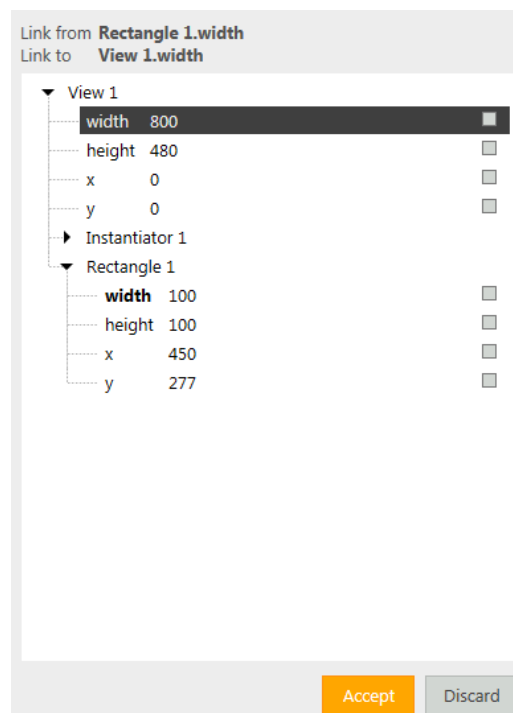 Link from Rectangle 1.width
Link to View 1.width
View 1
width 800
height 480
x 0
y 0
Instantiator 1
Rectangle 1
width 100
height 100
x 450
y 277
Accept Discard